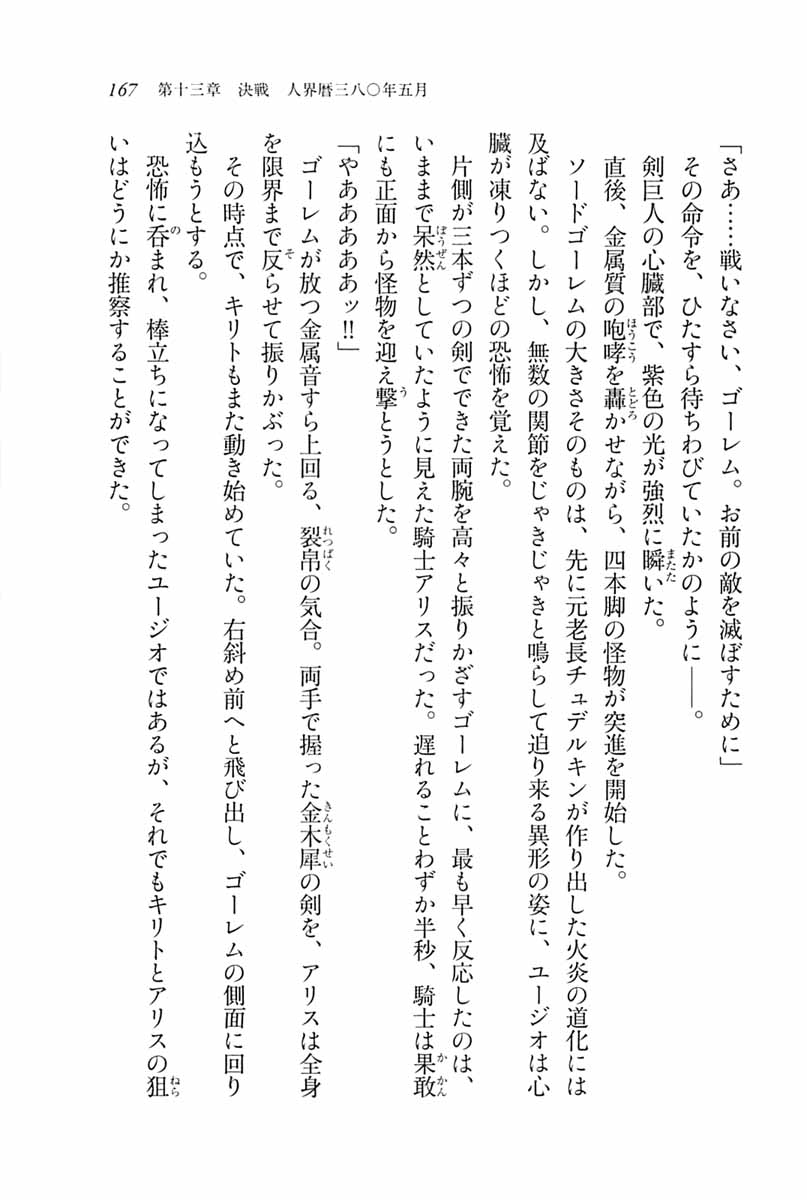 167 第十三章 決戦 人界暦三八〇年五月
「さあ……戦いなさい、ゴーレム。お前の敵を滅ぼすために」
その命令を、ひたすら待ちわびていたかのように――。
剣巨人の心臓部で、紫色の光が強烈に瞬いた。
直後、金属質の咆哮を轟かせながら、四本脚の怪物が突進を開始した。
ソードゴーレムの大きさそのものは、先に元老長チュデルキンが作り出した火炎の道化には
及ばない。しかし、無数の関節をじゃきじゃきと鳴らして迫り来る異形の姿に、ユージオは心
臓が凍りつくほどの恐怖を覚えた。
片側が三本ずつの剣でできた両腕を高々と振りかざすゴーレムに、最も早く反応したのは、
いままで呆然としていたように見えた騎士アリスだった。遅れることわずか半秒、騎士は果敢
にも正面から怪物を迎え撃とうとした。
「やあああああッ!!」
ゴーレムが放つ金属音すら上回る、裂帛の気合。両手で握った金木犀の剣を、アリスは全身
を限界まで反らせて振りかぶった。
その時点で、キリトもまた動き始めていた。右斜め前へと飛び出し、ゴーレムの側面に回り
込もうとする。
恐怖に呑まれ、棒立ちになってしまったユージオではあるが、それでもキリトとアリスの狙
いはどうにか推察することができた。